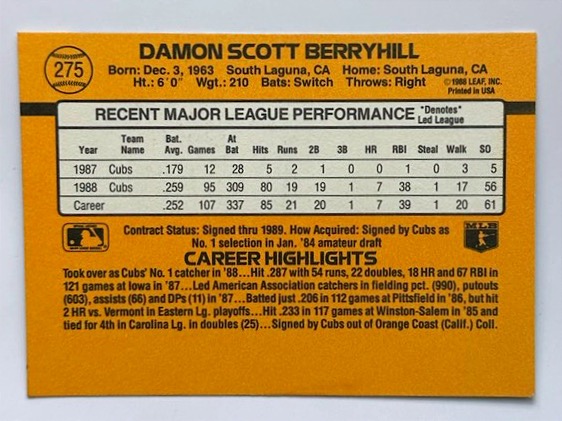 275
DAMON SCOTT BERRYHILL
Born: Dec. 3, 1963 South Laguna, CA Home: South Laguna, CA
Ht.: 6'0" Wgt.: 210 Bats: Switch Throws: Right
©1988 LEAF, INC.
Printed in USA
RECENT MAJOR LEAGUE PERFORMANCE
*Denotes*
Led League
Year Team Name Bat. Avg. Games At Bat Hits Runs 2B 3B HR RBI Steal Walk SO
1987 Cubs .179 12 28 5 2 1 0 0 1 0 3 5
1988 Cubs .259 95 309 80 19 19 1 7 38 1 17 56
Career .252 107 337 85 21 20 1 7 39 1 20 61
Contract Status: Signed thru 1989. How Acquired: Signed by Cubs as
No. 1 selection in Jan. '84 amateur draft
MLB
CAREER HIGHLIGHTS
Took over as Cubs' No. 1 catcher in '88...Hit .287 with 54 runs, 22 doubles, 18 HR and 67 RBI in
121 games at Iowa in '87...Led American Association catchers in fielding pct. (990), putouts
(603), assists (66) and DPs (11) in '87...Batted just .206 in 112 games at Pittsfield in '86, but hit
2 HR vs. Vermont in Eastern Lg. playoffs...Hit .233 in 117 games at Winston-Salem in '85 and
tied for 4th in Carolina Lg. in doubles (25)...Signed by Cubs out of Orange Coast (Calif.) Coll.